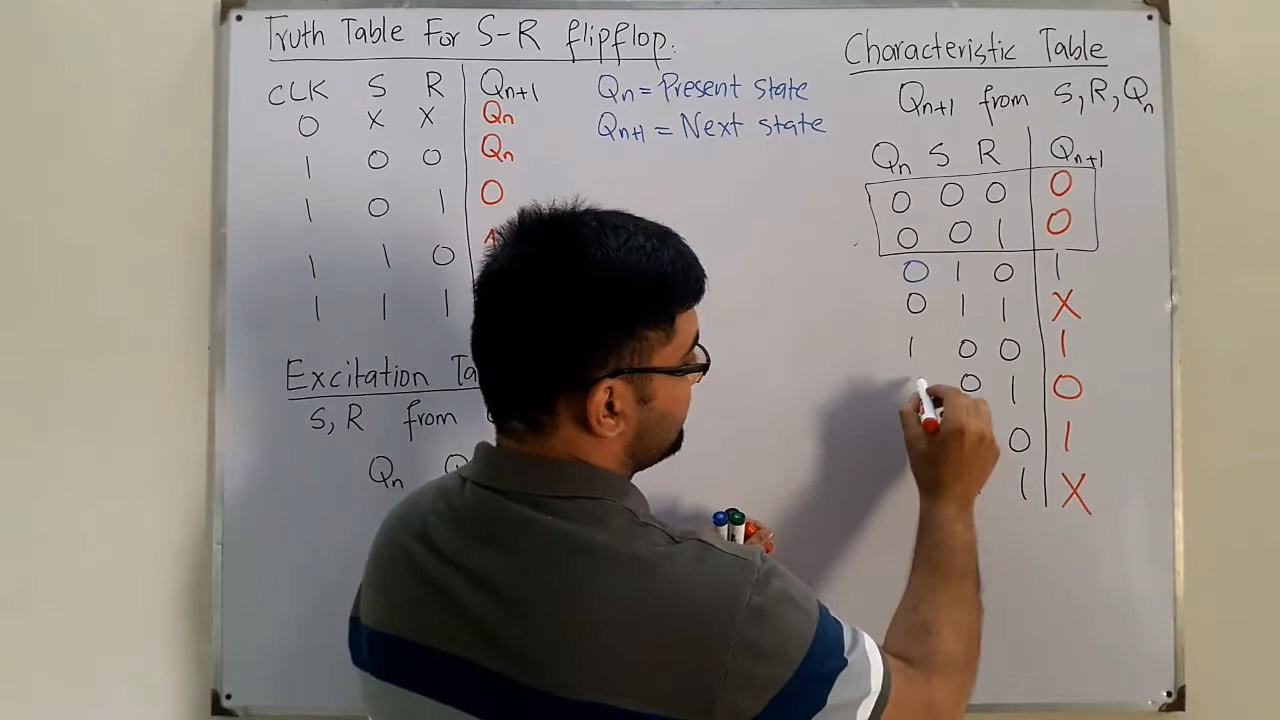 Truth Table For S-R flipflop.
CLK S R Qn+1
0 X X Qn
1 0 0 Qn
1 0 1 0
1 1 0
1 1 1
Qn = Present state
Qn+1 = Next state
Excitation
S, R from
Qn
Characteristic Table
Qn+1 from S, R, Qn
Qn S R Qn+1
0 0 0 0
0 0 1 0
0 1 0 1
0 1 1 X
1 0 0 1
0 1 0
0 1
1 X